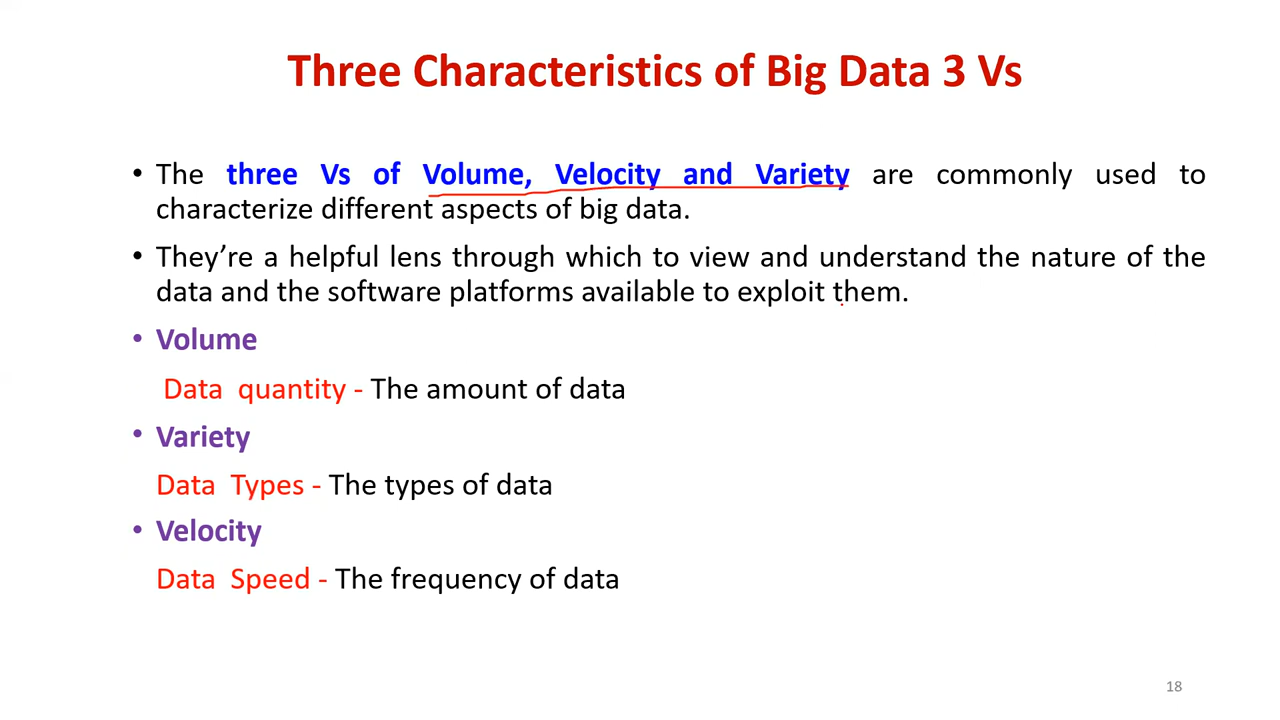 Three Characteristics of Big Data 3 Vs
• The three Vs of Volume, Velocity and Variety are commonly used to
characterize different aspects of big data.
• They’re a helpful lens through which to view and understand the nature of the
data and the software platforms available to exploit them.
• Volume
Data quantity - The amount of data
• Variety
Data Types - The types of data
• Velocity
Data Speed - The frequency of data
18